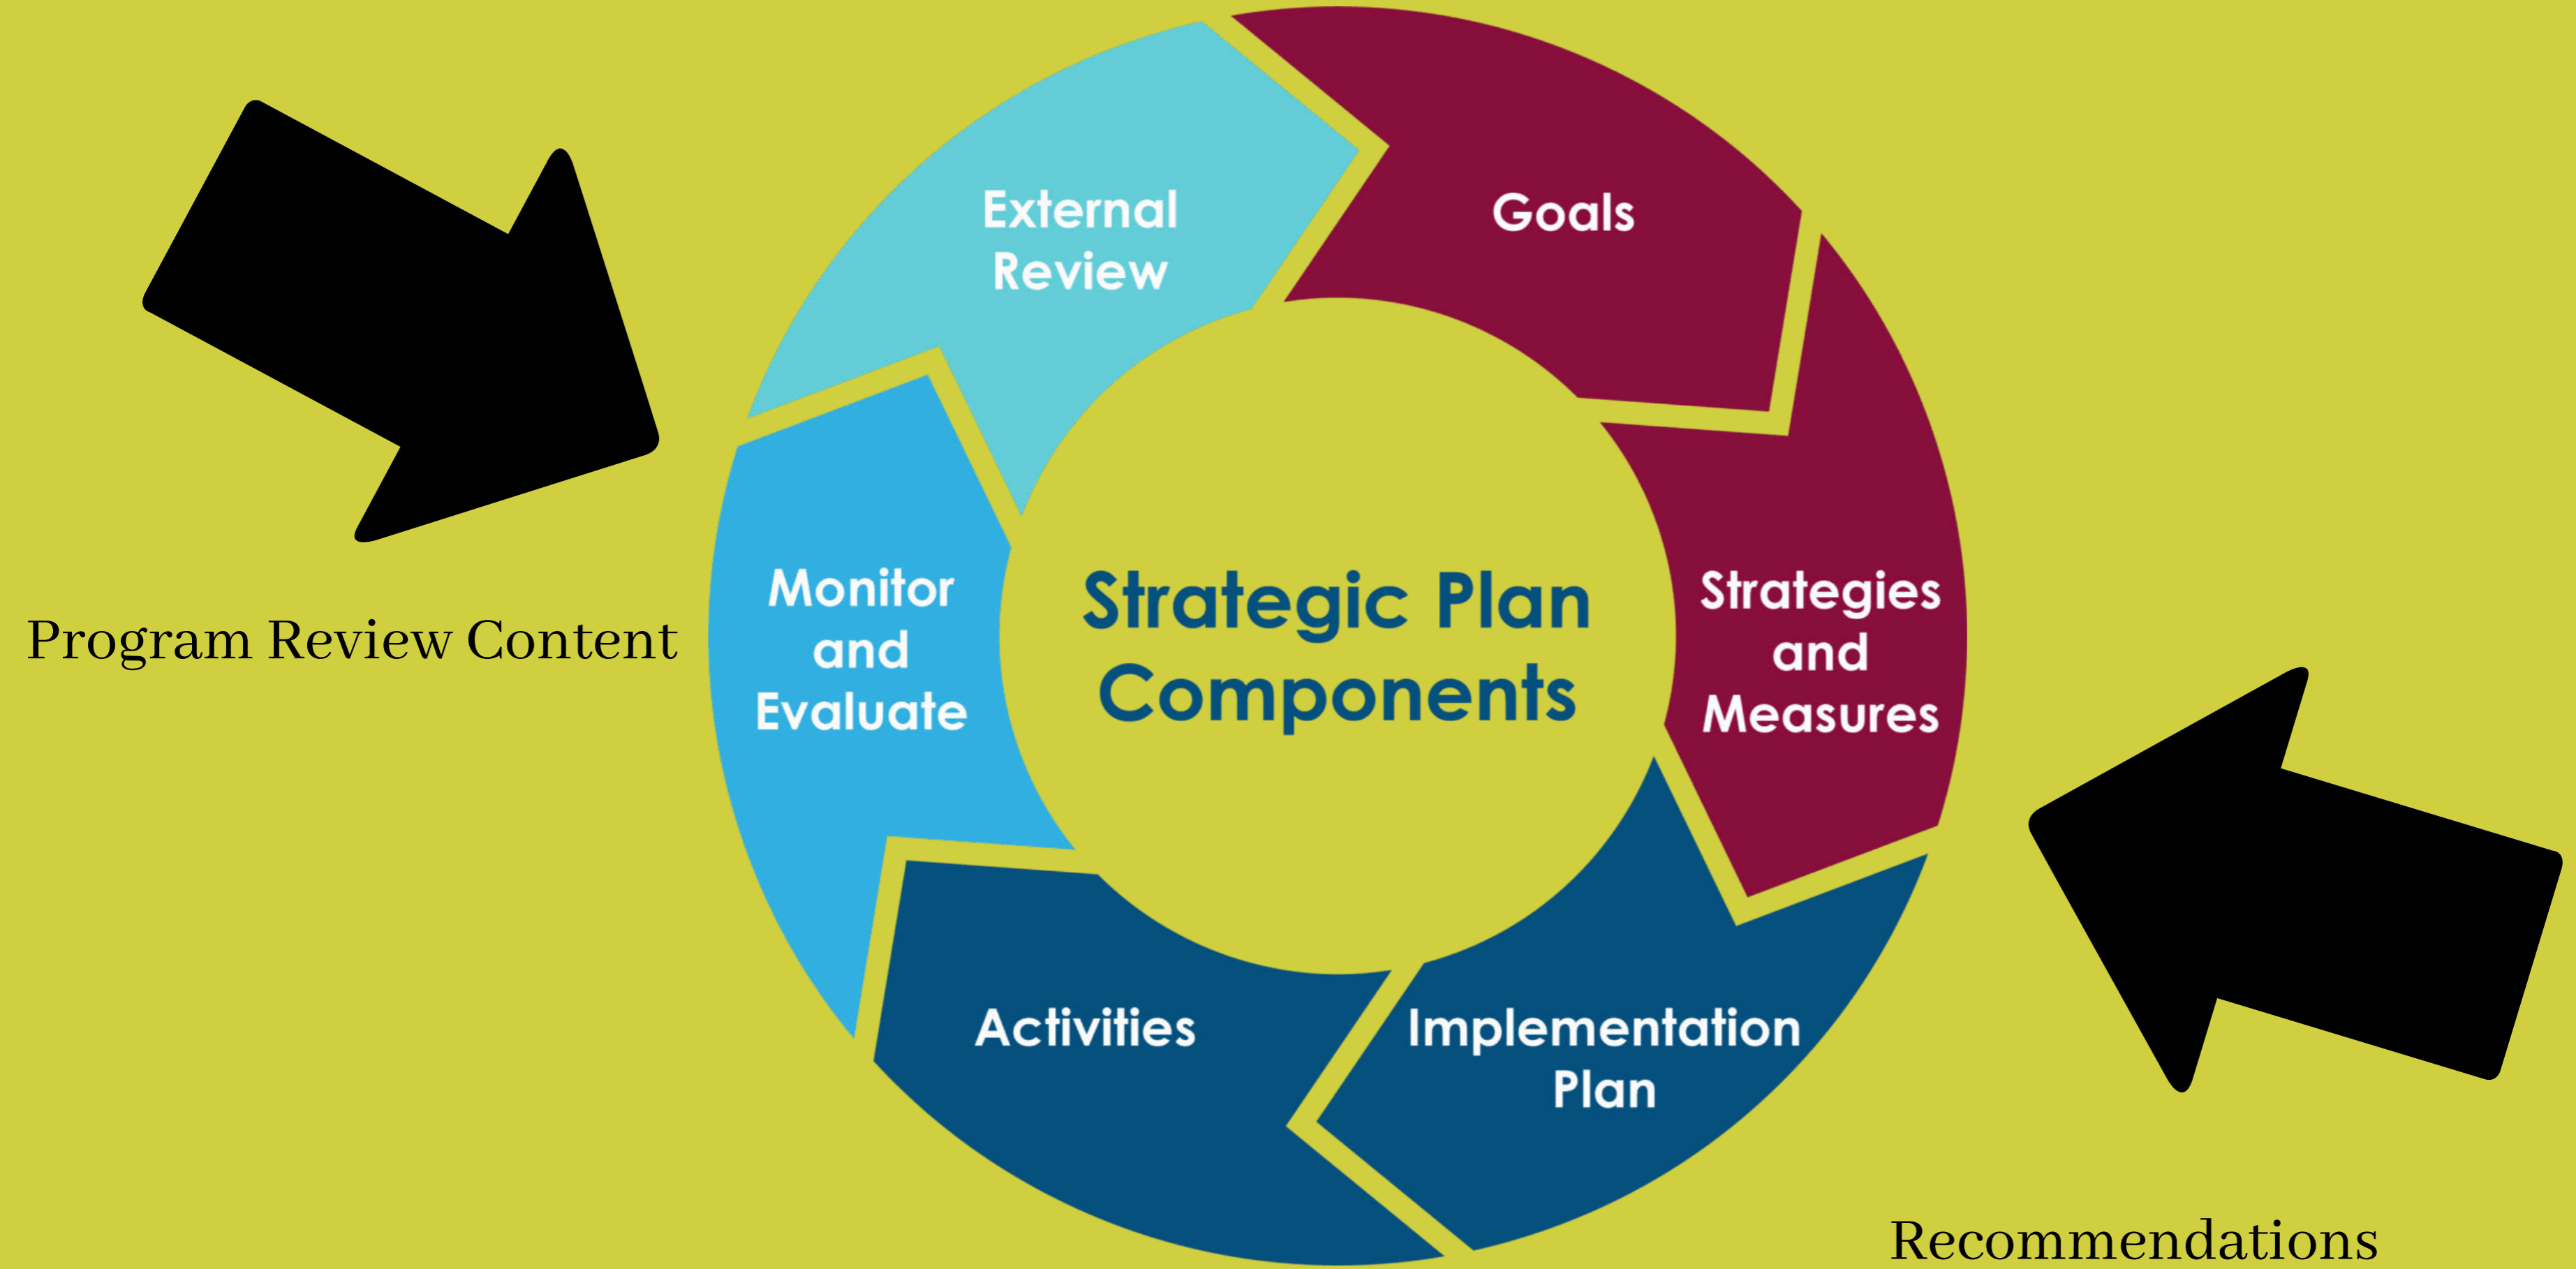 External
Review
Goals
Program Review Content
Monitor
and
Evaluate
Strategic Plan
Components
Strategies
and
Measures
Activities
Implementation
Plan
Recommendations